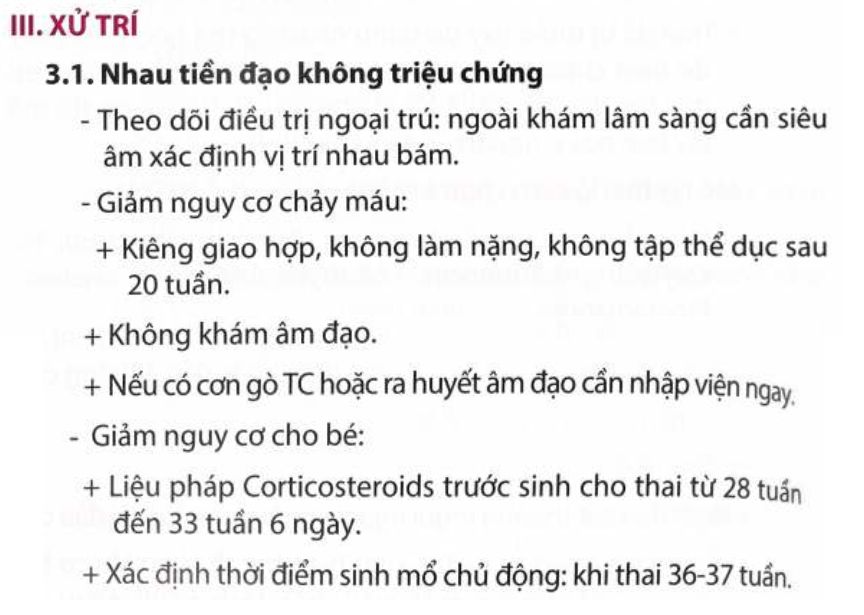 III. XỬ TRÍ
3.1. Nhau tiền đạo không triệu chứng
- Theo dõi điều trị ngoại trú: ngoài khám lâm sàng cần siêu
âm xác định vị trí nhau bám.
- Giảm nguy cơ chảy máu:
+ Kiêng giao hợp, không làm nặng, không tập thể dục sau
20 tuần.
+ Không khám âm đạo.
+ Nếu có cơn gò TC hoặc ra huyết âm đạo cần nhập viện ngay.
- Giảm nguy cơ cho bé:
+ Liệu pháp Corticosteroids trước sinh cho thai từ 28 tuần
đến 33 tuần 6 ngày.
+ Xác định thời điểm sinh mổ chủ động: khi thai 36-37 tuần.